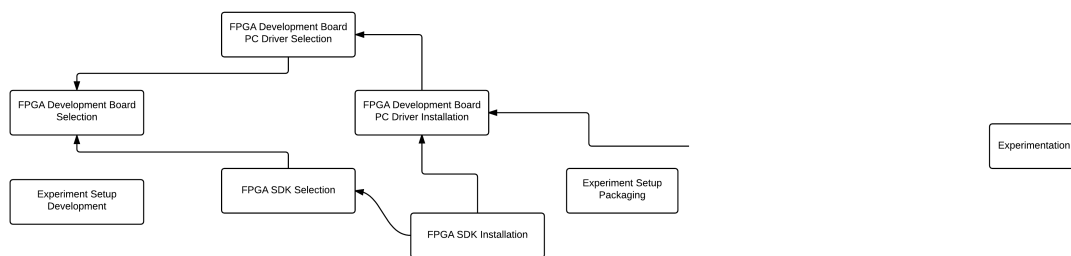 FPGA Development Board
PC Driver Selection
FPGA Development Board
Selection
FPGA Development Board
PC Driver Installation
Experimentation
Experiment Setup
Development
FPGA SDK Selection
Experiment Setup
Packaging
FPGA SDK Installation